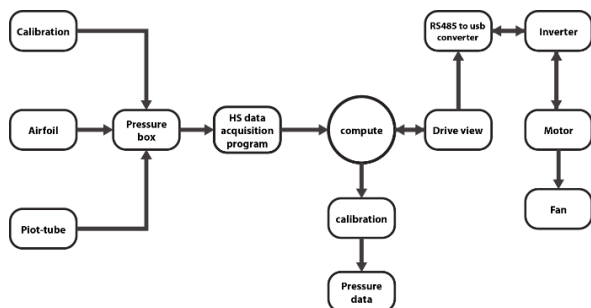 Calibration
RS485 to usb
converter
Inverter
Airfoil
Pressure
box
HS data
acquisition
program
compute
Drive view
Motor
Piot-tube
calibration
Fan
Pressure
data